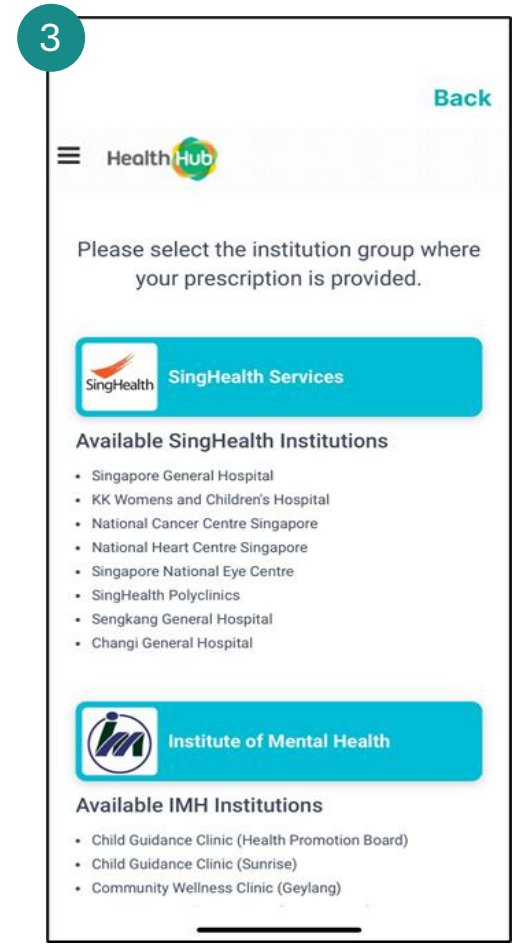 3
Back
HealthHub
Please select the institution group where
your prescription is provided.
SingHealth
SingHealth Services
Available SingHealth Institutions
• Singapore General Hospital
• KK Womens and Children's Hospital
• National Cancer Centre Singapore
• National Heart Centre Singapore
• Singapore National Eye Centre
• SingHealth Polyclinics
• Sengkang General Hospital
• Changi General Hospital
Institute of Mental Health
Available IMH Institutions
• Child Guidance Clinic (Health Promotion Board)
• Child Guidance Clinic (Sunrise)
• Community Wellness Clinic (Geylang)